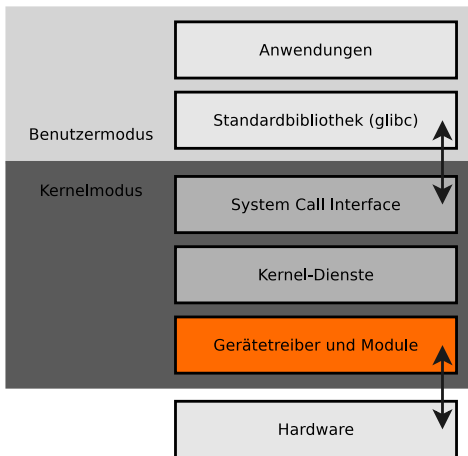 Anwendungen
Standardbibliothek (glibc)
Benutzermodus
Kernelmodus
System Call Interface
Kernel-Dienste
Gerätetreiber und Module
Hardware